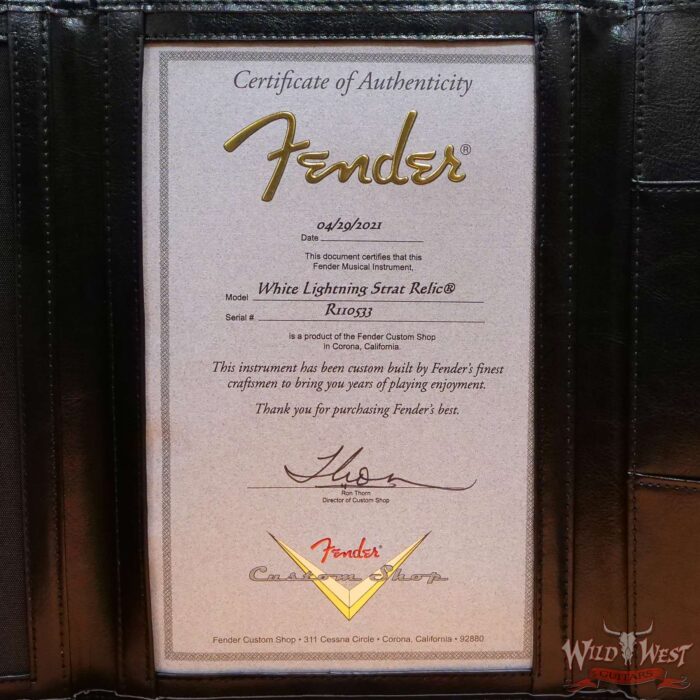 Certificate of Authenticity
Fender®
04/29/2021
Date
This document certifies that this
Fender Musical Instrument,
Model White Lightning Strat Relic®
Serial # R110533
is a product of the Fender Custom Shop
in Corona, California.
This instrument has been custom built by Fender's finest
craftsmen to bring you years of playing enjoyment.
Thank you for purchasing Fender's best.
Thorn
Ron Thorn
Director of Custom Shop
Fender®
Custom Shop
Fender Custom Shop • 311 Cessna Circle • Corona, California • 92880
WILD WEST
GUITARS